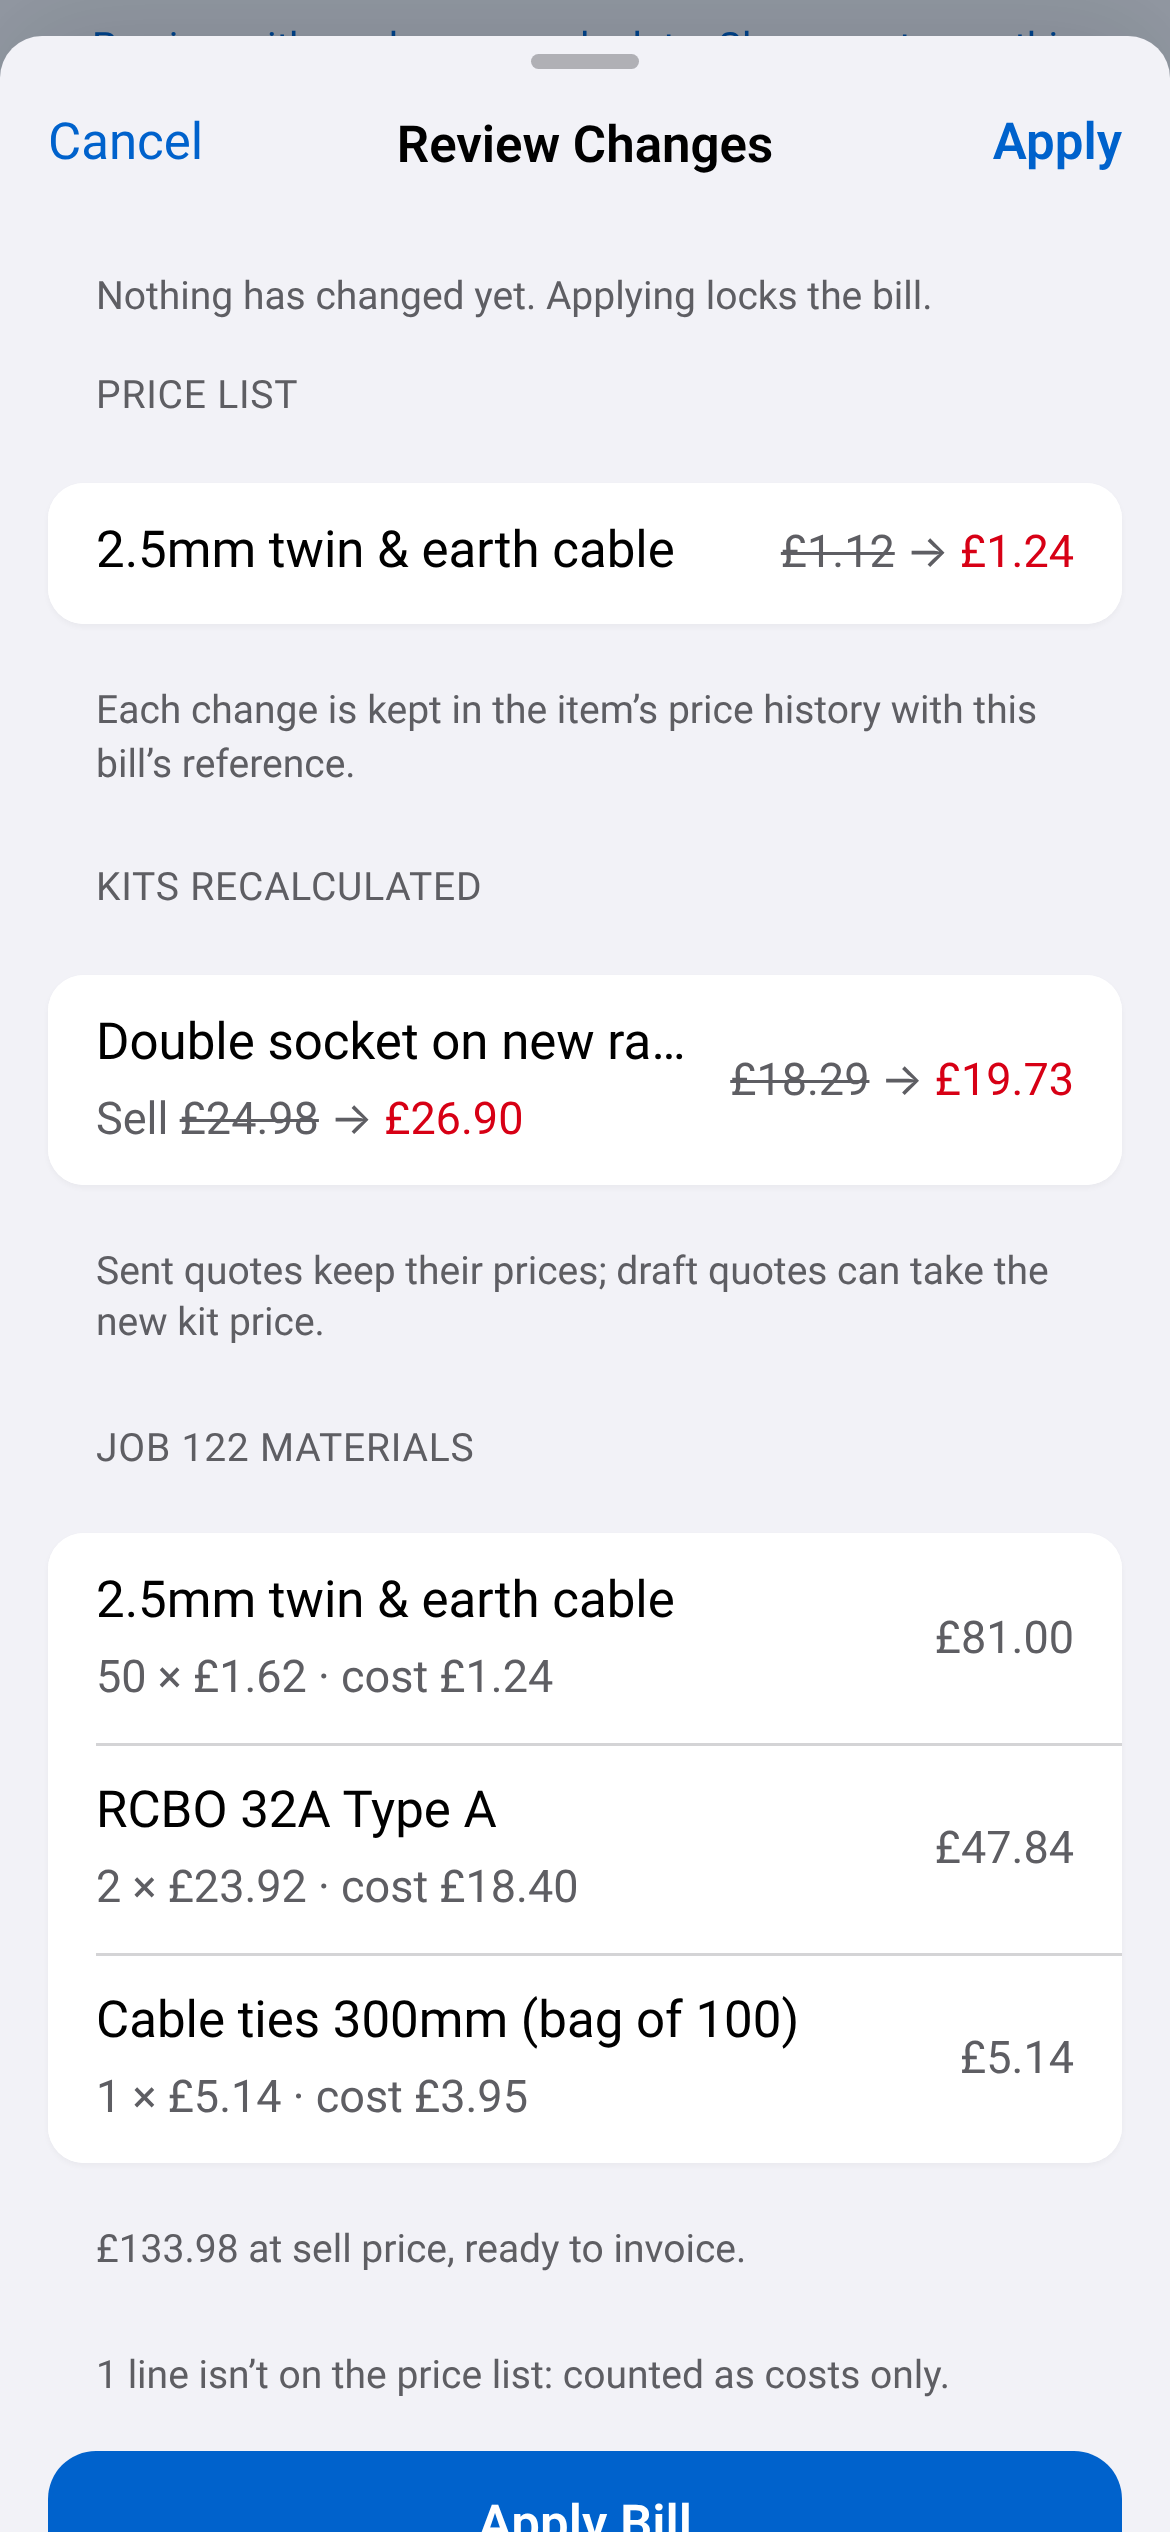 Cancel
Review Changes
Apply
Nothing has changed yet. Applying locks the bill.
PRICE LIST
2.5mm twin & earth cable
£1.12 → £1.24
Each change is kept in the item’s price history with this
bill’s reference.
KITS RECALCULATED
Double socket on new ra…
£18.29 → £19.73
Sell £24.98 → £26.90
Sent quotes keep their prices; draft quotes can take the
new kit price.
JOB 122 MATERIALS
2.5mm twin & earth cable
£81.00
50 × £1.62 · cost £1.24
RCBO 32A Type A
£47.84
2 × £23.92 · cost £18.40
Cable ties 300mm (bag of 100)
£5.14
1 × £5.14 · cost £3.95
£133.98 at sell price, ready to invoice.
1 line isn’t on the price list: counted as costs only.
Apply Bill